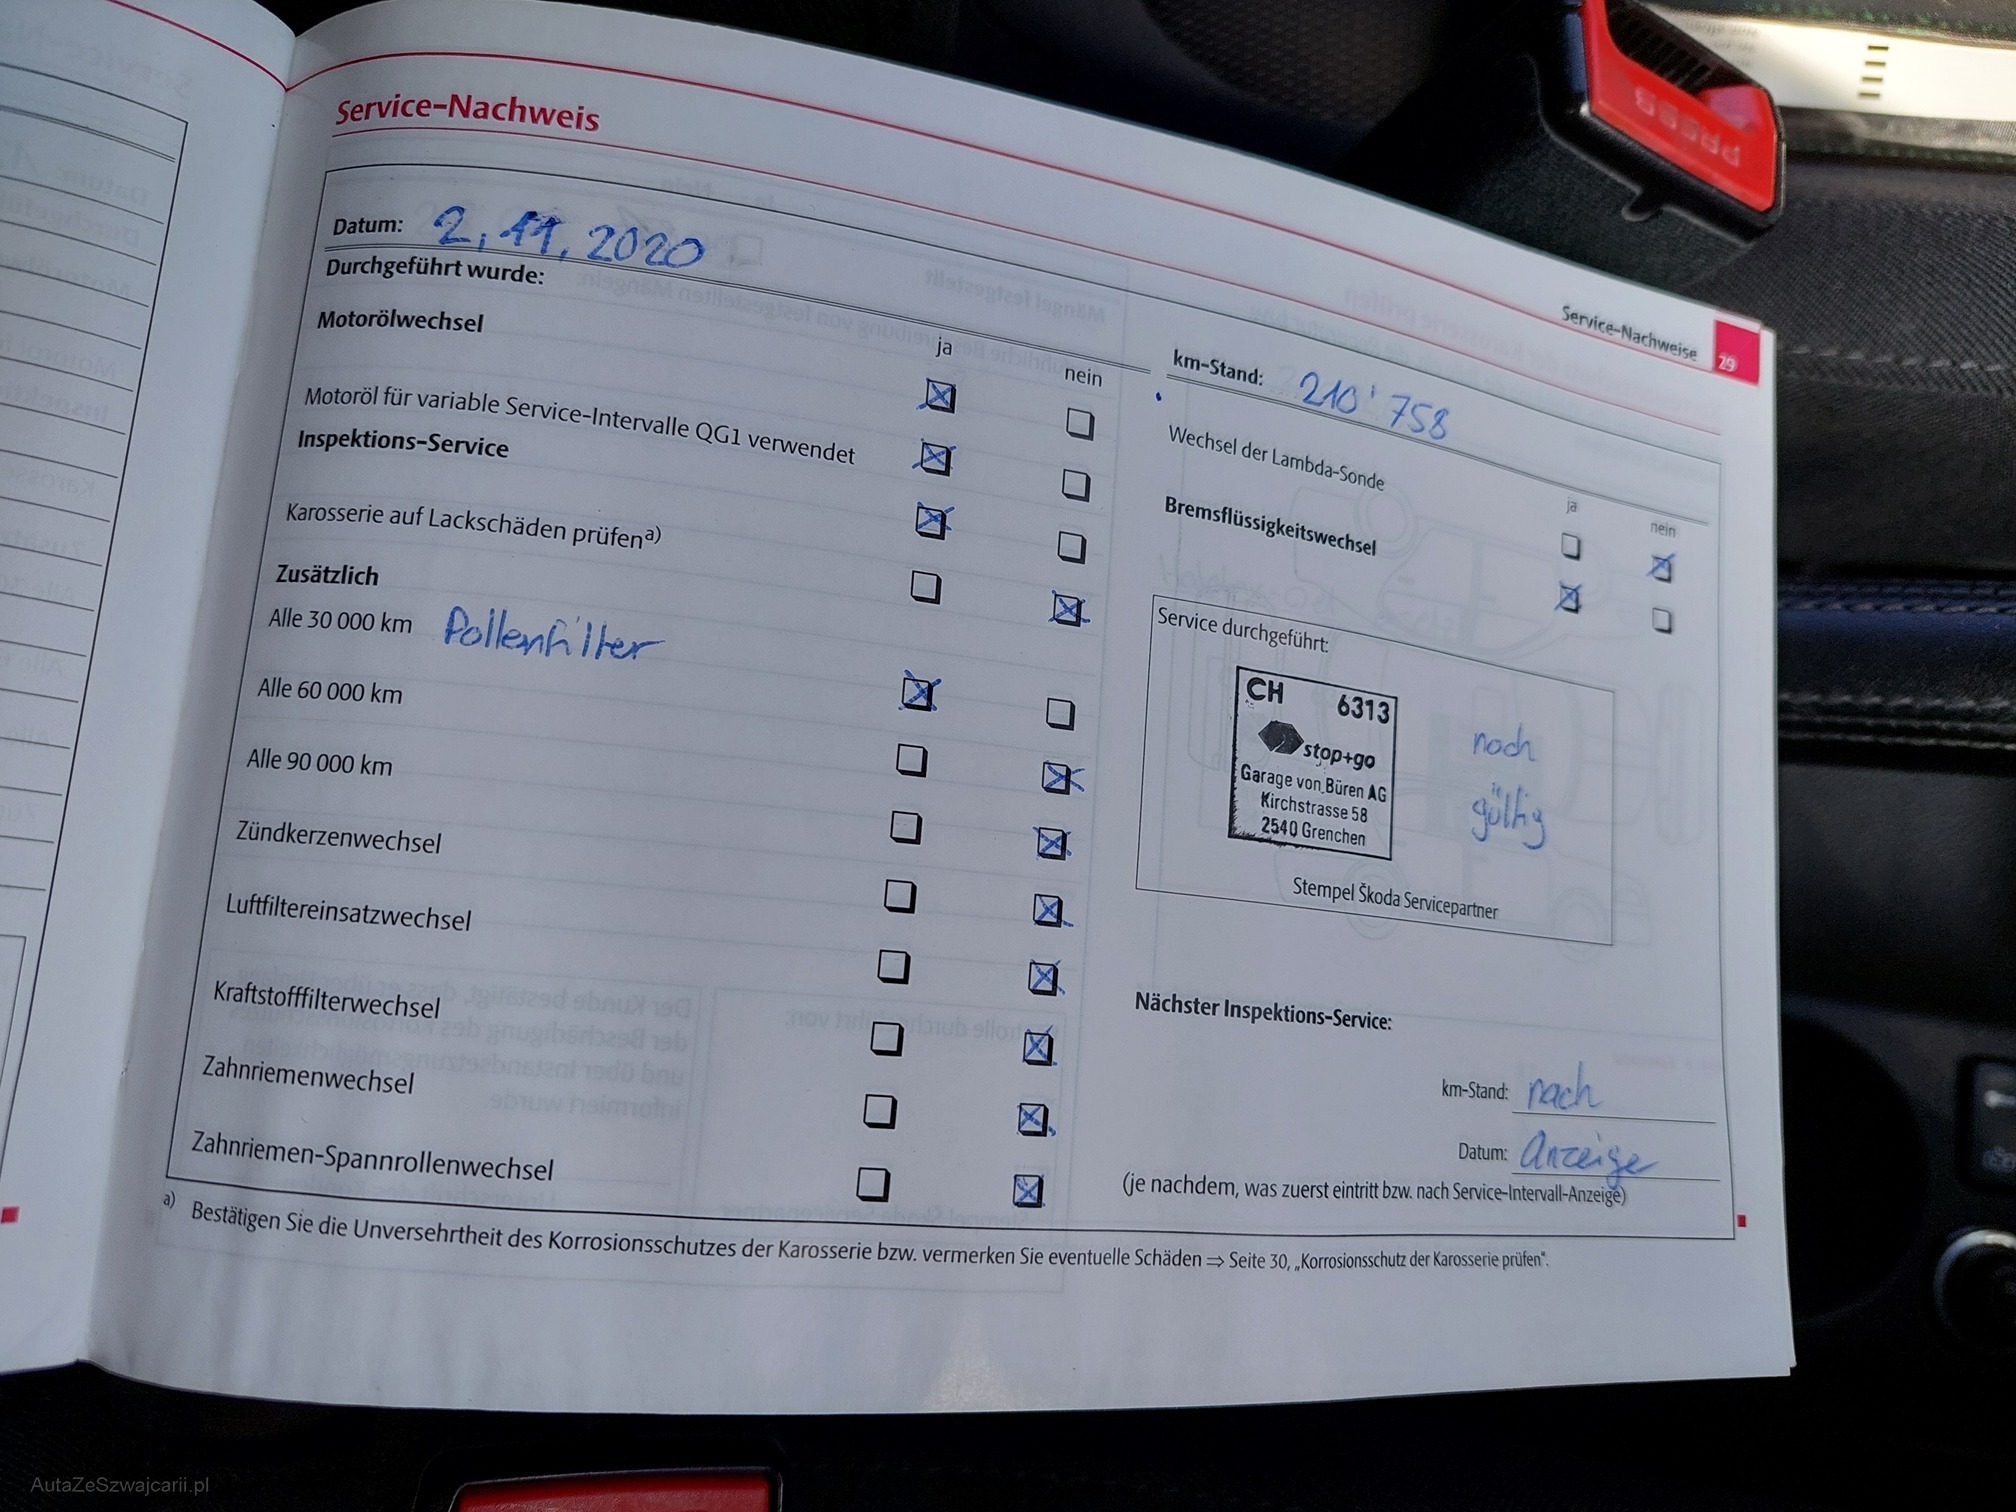 Service-Nachweis
PRESS
Service-Nachweise 29
Datum: 2.11.2020
Durchgeführt wurde:
ja nein
Motorölwechsel
Motoröl für variable Service-Intervalle QG1 verwendet
Inspektions-Service
Karosserie auf Lackschäden prüfen a)
Zusätzlich
Alle 30 000 km Pollenfilter
Alle 60 000 km
Alle 90 000 km
Zündkerzenwechsel
Luftfiltereinsatzwechsel
Kraftstofffilterwechsel
Zahnriemenwechsel
Zahnriemen-Spannrollenwechsel
km-Stand: 210'758
ja nein
Wechsel der Lambda-Sonde
Bremsflüssigkeitswechsel
Service durchgeführt:
CH 6313
stop+go
Garage von Büren AG
Kirchstrasse 58
2540 Grenchen
noch
gültig
Stempel Škoda Servicepartner
Nächster Inspektions-Service:
km-Stand: nach
Datum: Anzeige
(je nachdem, was zuerst eintritt bzw. nach Service-Intervall-Anzeige)
a) Bestätigen Sie die Unversehrtheit des Korrosionsschutzes der Karosserie bzw. vermerken Sie eventuelle Schäden ⇒ Seite 30, „Korrosionsschutz der Karosserie prüfen“.
AutaZeSzwajcarii.pl